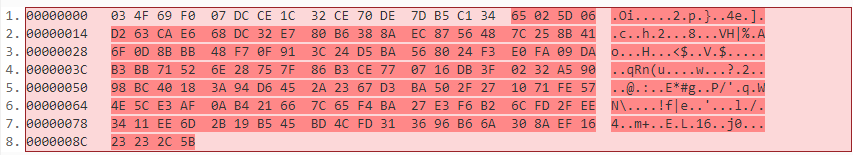 1. 00000000 03 4F 69 F0 07 DC CE 1C 32 CE 70 DE 7D B5 C1 34 65 02 5D 06 .Oi.....2.p.}..4e.].
2. 00000014 D2 63 CA E6 68 DC 32 E7 80 B6 38 8A EC 87 56 48 7C 25 8B 41 .c..h.2...8...VH|%.A
3. 00000028 6F 0D 8B BB 48 F7 0F 91 3C 24 D5 BA 56 80 24 F3 E0 FA 09 DA o...H...<$..V.$.....
4. 0000003C B3 BB 71 52 6E 28 75 7F 86 B3 CE 77 07 16 DB 3F 02 32 A5 90 ..qRn(u....w...?.2..
5. 00000050 98 BC 40 18 3A 94 D6 45 2A 23 67 D3 BA 50 2F 27 10 71 FE 57 ..@.:..E*#g..P/'.q.W
6. 00000064 4E 5C E3 AF 0A B4 21 66 7C 65 F4 BA 27 E3 F6 B2 6C FD 2F EE N\....!f|e..'...l./.
7. 00000078 34 11 EE 6D 2B 19 B5 45 BD 4C FD 31 36 96 B6 6A 30 8A EF 16 4..m+..E.L.16..j0...
8. 0000008C 23 23 2C 5B ##,[